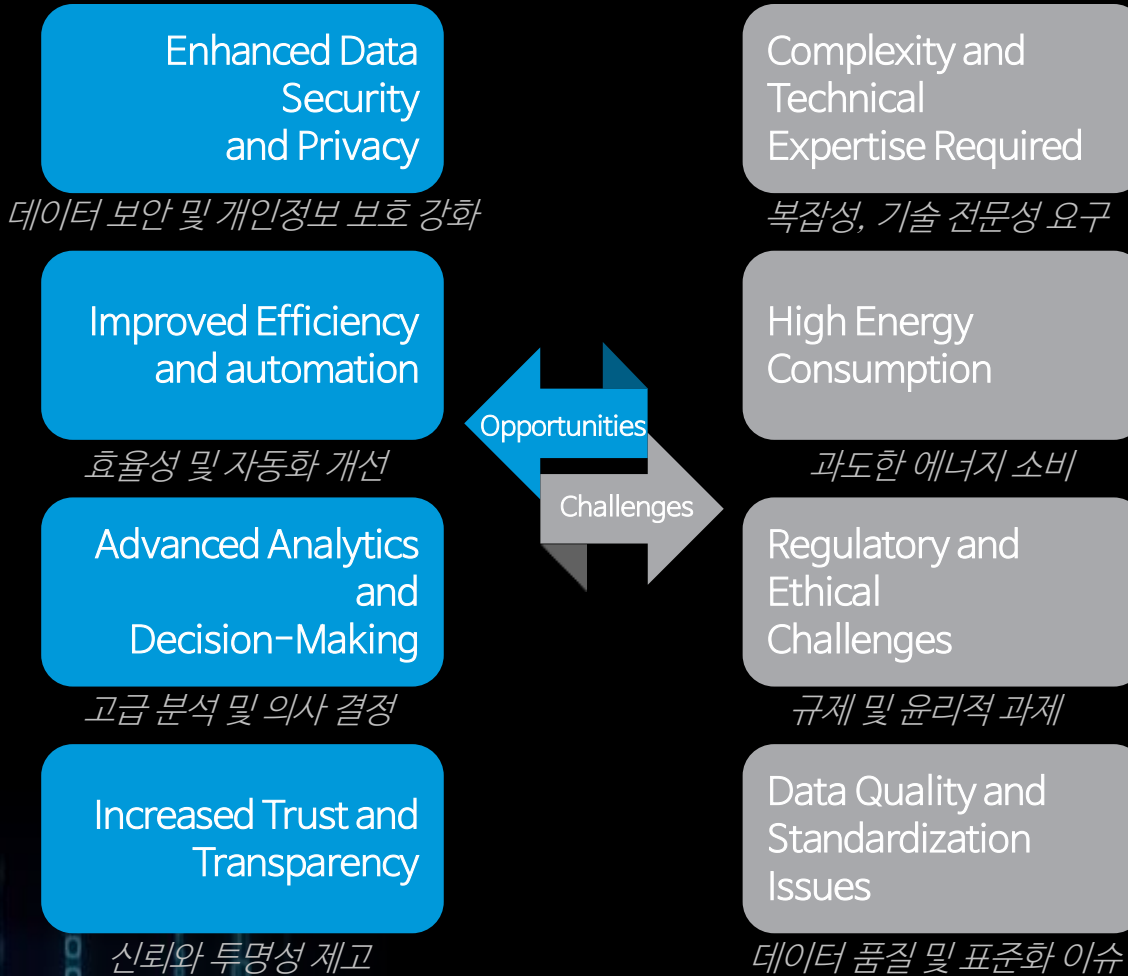 Enhanced Data
Security
and Privacy
데이터 보안 및 개인정보 보호 강화
Improved Efficiency
and automation
효율성 및 자동화 개선
Advanced Analytics
and
Decision-Making
고급 분석 및 의사 결정
Increased Trust and
Transparency
신뢰와 투명성 제고
Opportunities
Challenges
Complexity and
Technical
Expertise Required
복잡성, 기술 전문성 요구
High Energy
Consumption
과도한 에너지 소비
Regulatory and
Ethical
Challenges
규제 및 윤리적 과제
Data Quality and
Standardization
Issues
데이터 품질 및 표준화 이슈